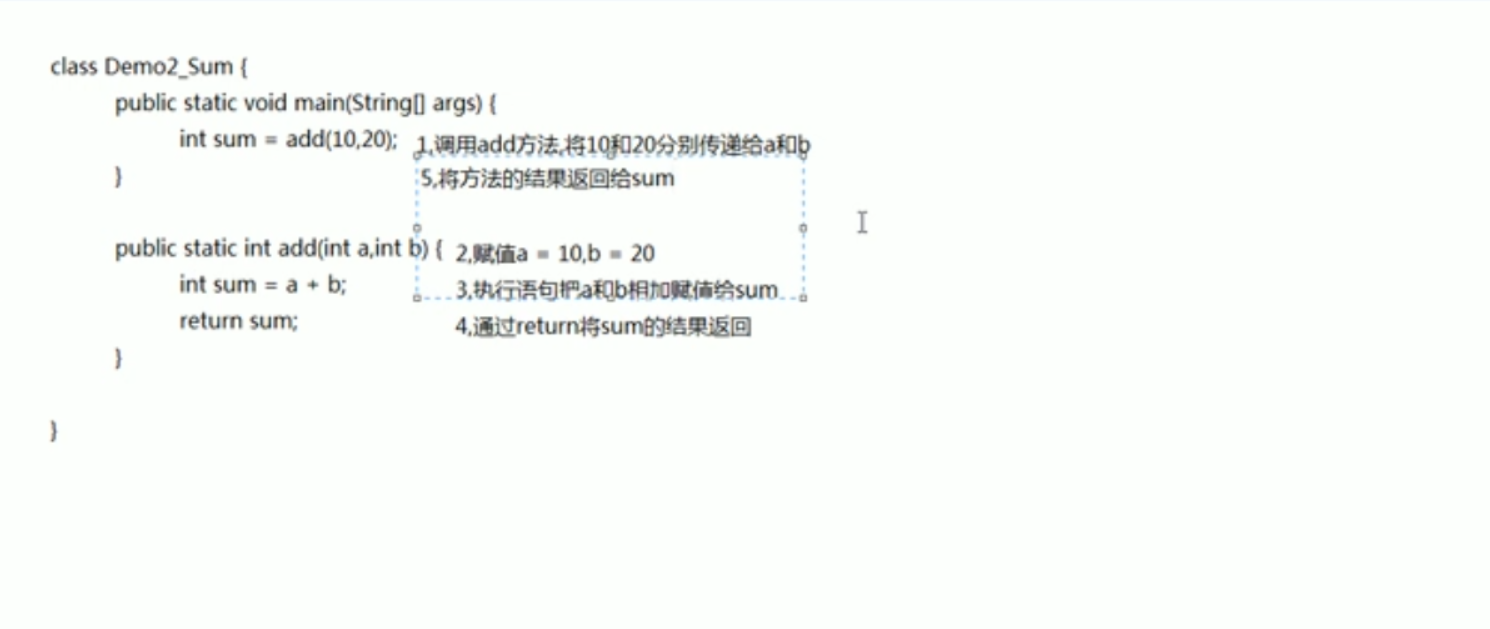 class Demo2_Sum {
public static void main(String[] args) {
int sum = add(10,20); 1,调用add方法,将10和20分别传递给a和b
} 5,将方法的结果返回给sum
public static int add(int a,int b) { 2,赋值a = 10,b = 20
int sum = a + b; 3,执行语句把a和b相加赋值给sum
return sum; 4,通过return将sum的结果返回
}
}